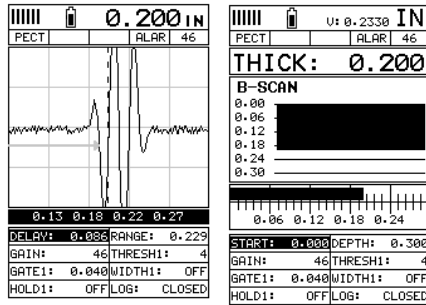 0.200 IN
PECT ALAR 46
0.13 0.18 0.22 0.27
DELAY: 0.086 RANGE: 0.229
GAIN: 46 THRESH1: 4
GATE1: 0.040 WIDTH1: OFF
HOLD1: OFF LOG: CLOSED
V: 0.2330 IN
PECT ALAR 46
THICK: 0.200
B-SCAN
0.00
0.06
0.12
0.18
0.24
0.30
0.06 0.12 0.18 0.24
START: 0.000 DEPTH: 0.300
GAIN: 46 THRESH1: 4
GATE1: 0.040 WIDTH1: OFF
HOLD1: OFF LOG: CLOSED